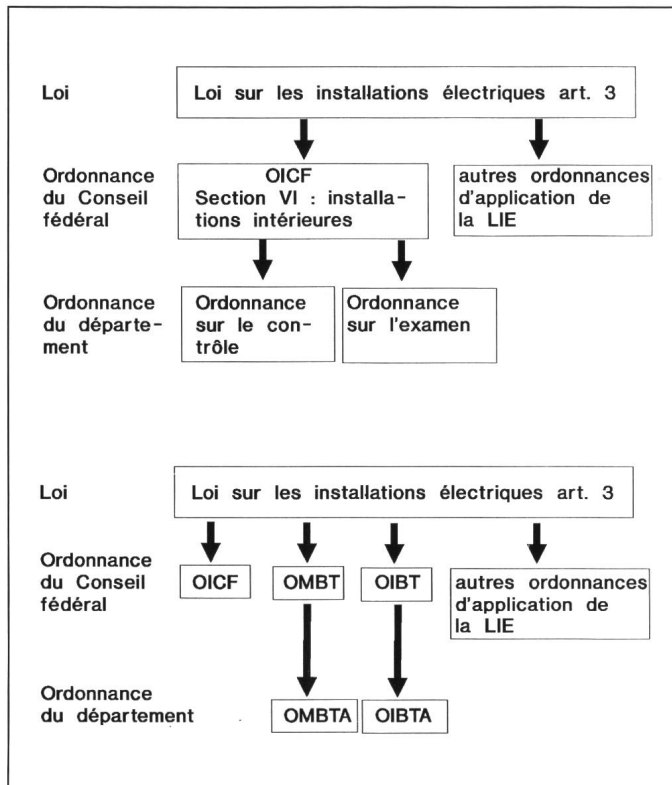 Loi
Loi sur les installations électriques art. 3
Ordonnance
du Conseil
fédéral
OICF
Section VI : installa-
tions intérieures
autres ordonnances
d'application de
la LIE
Ordonnance
du départe-
ment
Ordonnance
sur le con-
trôle
Ordonnance
sur l'examen
Loi
Loi sur les installations électriques art. 3
Ordonnance
du Conseil
fédéral
OICF
OMBT
OIBT
autres ordonnances
d'application de
la LIE
Ordonnance
du département
OMBTA
OIBTA